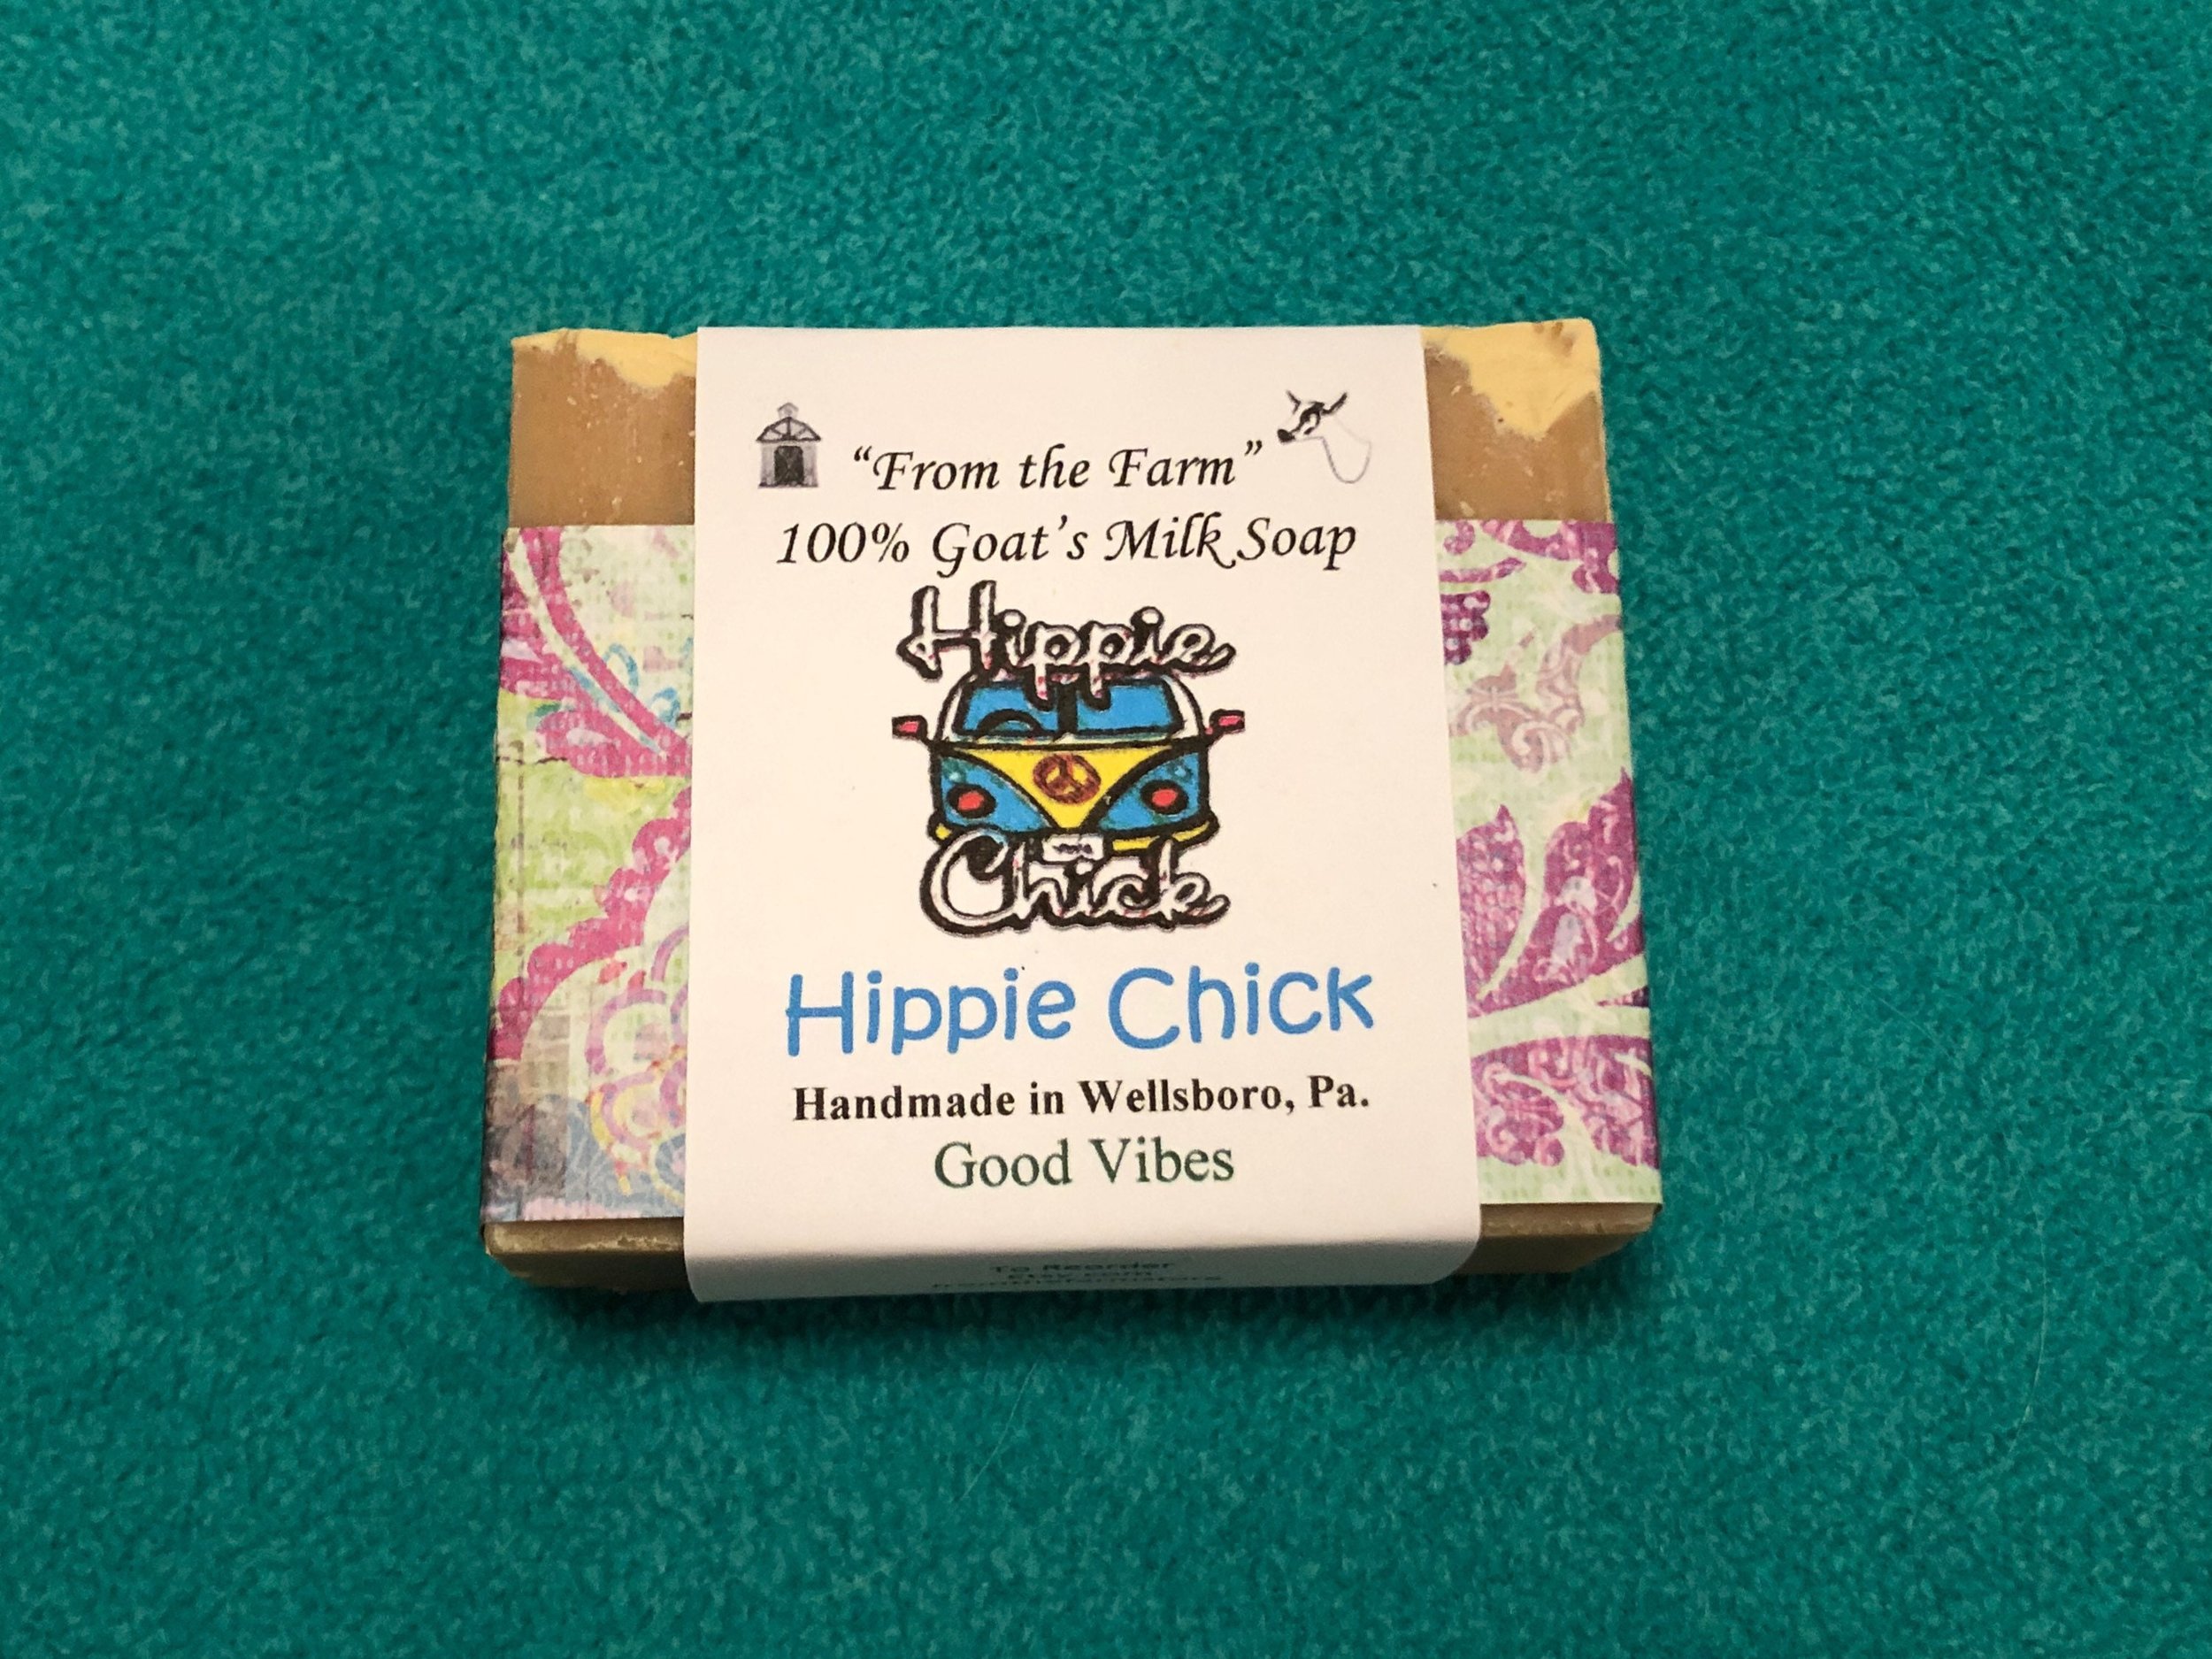 “From the Farm”
100% Goat’s Milk Soap
Hippie
Chick
Hippie Chick
Handmade in Wellsboro, Pa.
Good Vibes
To Reorder